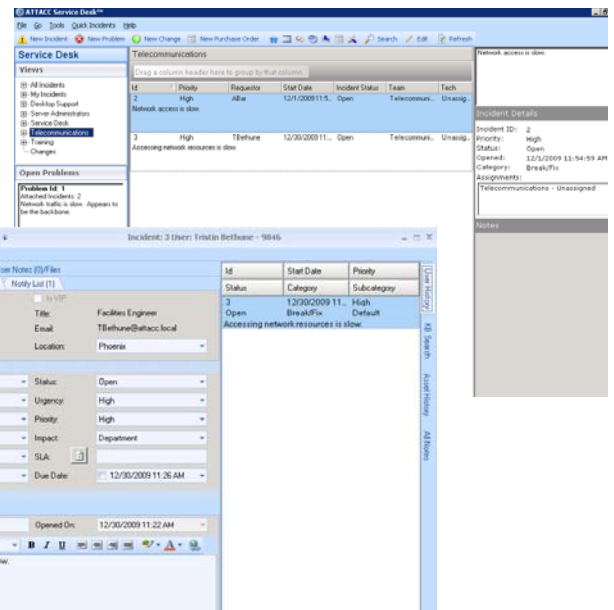 ATTACC Service Desk™
File Go Tools Quick Incidents Help
New Incident New Problem New Change New Purchase Order Search Edit Refresh
Service Desk
Views
All Incidents
My Incidents
Desktop Support
Server Administrators
Service Desk
Telecommunications
Training
Changes
Open Problems
Problem Id: 1
Attached Incidents: 2
Network traffic is slow. Appears to
be the backbone.
Telecommunications
Drag a column header here to group by that column.
Id Priority Requestor Start Date Incident Status Team Tech
2 High ABar 12/1/2009 11:5.. Open Telecommuni.. Unassig..
Network access is slow.
3 High TBethune 12/30/2009 11:.. Open Telecommuni.. Unassig..
Accessing network resources is slow.
Network access is slow.
Incident Details
Incident ID: 2
Priority: High
Status: Open
Opened: 12/1/2009 11:54:59 AM
Category: Break/Fix
Assignments:
Telecommunications - Unassigned
Notes
Incident: 3 User: Tristin Bethune - 9846
User Notes (0)/Files
Notify List (1)
Is VIP
Title: Facilities Engineer
Email: TBethune@attacc.local
Location: Phoenix
Status: Open
Urgency: High
Priority: High
Impact: Department
SLA:
Due Date: 12/30/2009 11:26 AM
Opened On: 12/30/2009 11:22 AM
B I U A
ow.
Id Start Date Priority
Status Category Subcategory
3 12/30/2009 11... High
Open Break/Fix Default
Accessing network resources is slow.
User History
KB Search
Asset History
All Notes